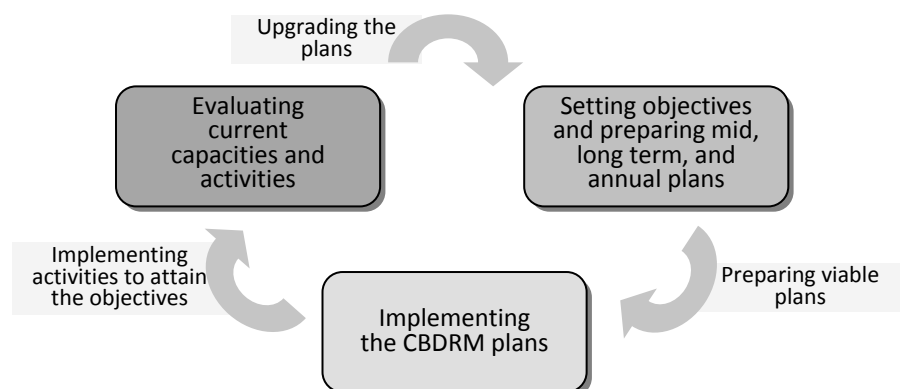 Upgrading the
plans
Evaluating
current
capacities and
activities
Setting objectives
and preparing mid,
long term, and
annual plans
Implementing
activities to attain
the objectives
Preparing viable
plans
Implementing
the CBDRM plans